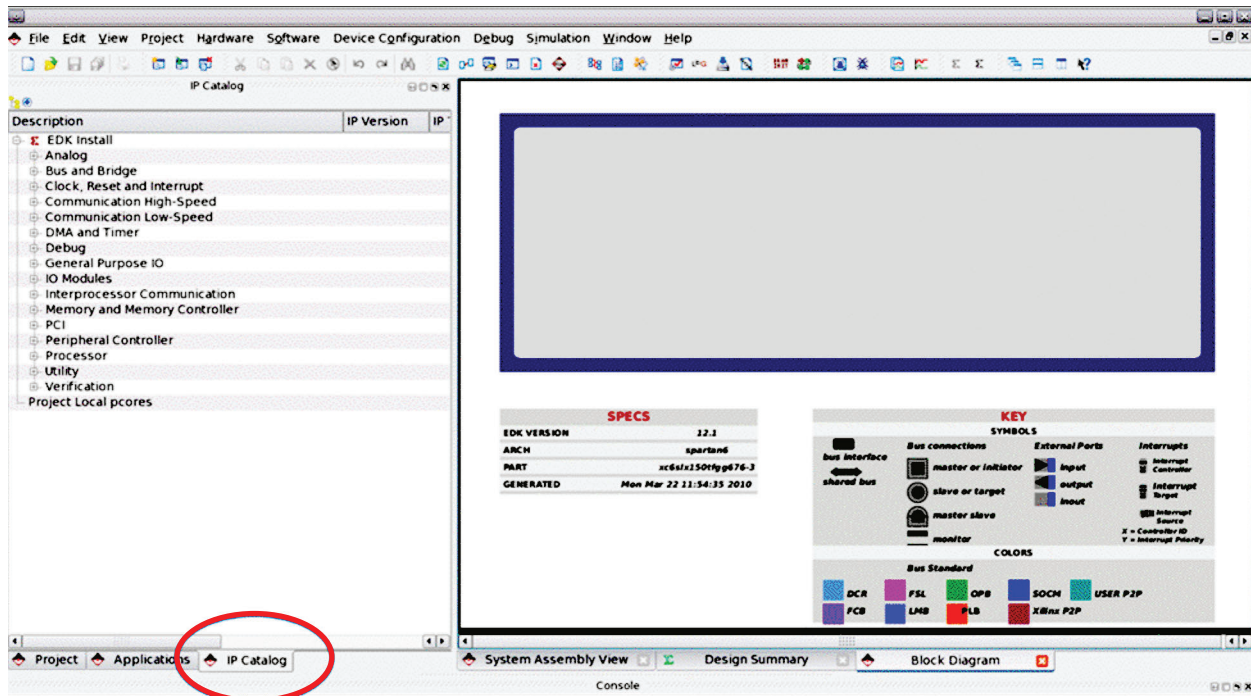 File Edit View Project Hardware Software Device Configuration Debug Simulation Window Help
IP Catalog
Description IP Version IP
EDK Install
Analog
Bus and Bridge
Clock, Reset and Interrupt
Communication High-Speed
Communication Low-Speed
DMA and Timer
Debug
General Purpose IO
IO Modules
Interprocessor Communication
Memory and Memory Controller
PCI
Peripheral Controller
Processor
Utility
Verification
Project Local pcores
Project Applications IP Catalog
SPECS
EDK VERSION 12.1
ARCH spartan6
PART xc6slx150tfgg676-3
GENERATED Mon Mar 22 11:54:35 2010
KEY
SYMBOLS
bus interface
shared bus
Bus connections
master or initiator
slave or target
master slave
monitor
External Ports
input
output
inout
Interrupts
Interrupt
Controller
Interrupt
Target
Interrupt
Source
X = Controller ID
Y = Interrupt Priority
COLORS
Bus Standard
DCR FSL OPB SOCM USER P2P
FCB LMB PLB Xilinx P2P
System Assembly View Design Summary Block Diagram
Console